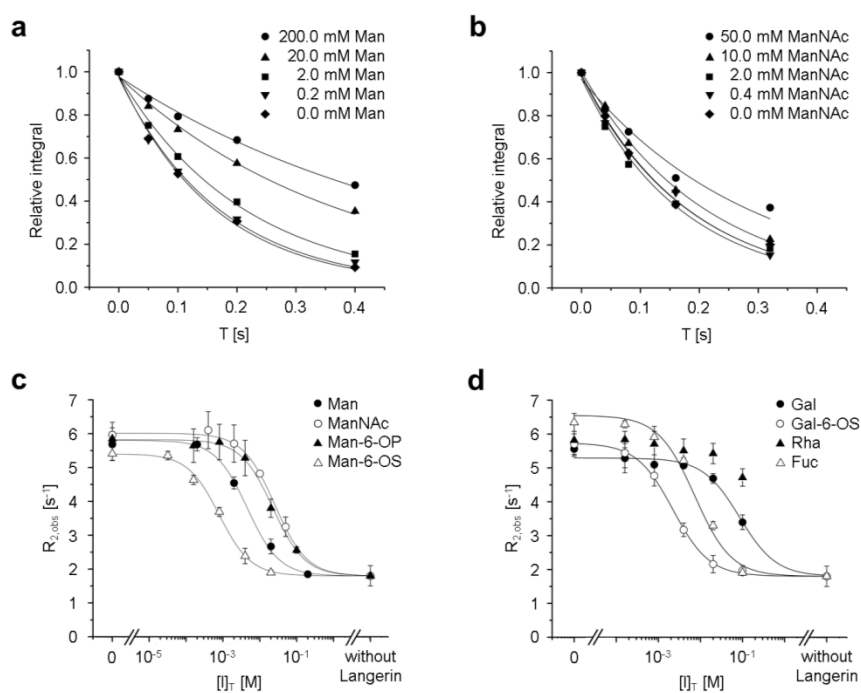 a
200.0 mM Man
20.0 mM Man
2.0 mM Man
0.2 mM Man
0.0 mM Man
Relative integral
1.0
0.8
0.6
0.4
0.2
0.0
0.0 0.1 0.2 0.3 0.4
T [s]
b
50.0 mM ManNAc
10.0 mM ManNAc
2.0 mM ManNAc
0.4 mM ManNAc
0.0 mM ManNAc
Relative integral
1.0
0.8
0.6
0.4
0.2
0.0
0.0 0.1 0.2 0.3
T [s]
c
Man
ManNAc
Man-6-OP
Man-6-OS
R2,obs [s⁻¹]
7
6
5
4
3
2
1
0
0 10⁻⁵ 10⁻³ 10⁻¹ without
Langerin
[I]T [M]
d
Gal
Gal-6-OS
Rha
Fuc
R2,obs [s⁻¹]
7
6
5
4
3
2
1
0
0 10⁻³ 10⁻¹ without
Langerin
[I]T [M]